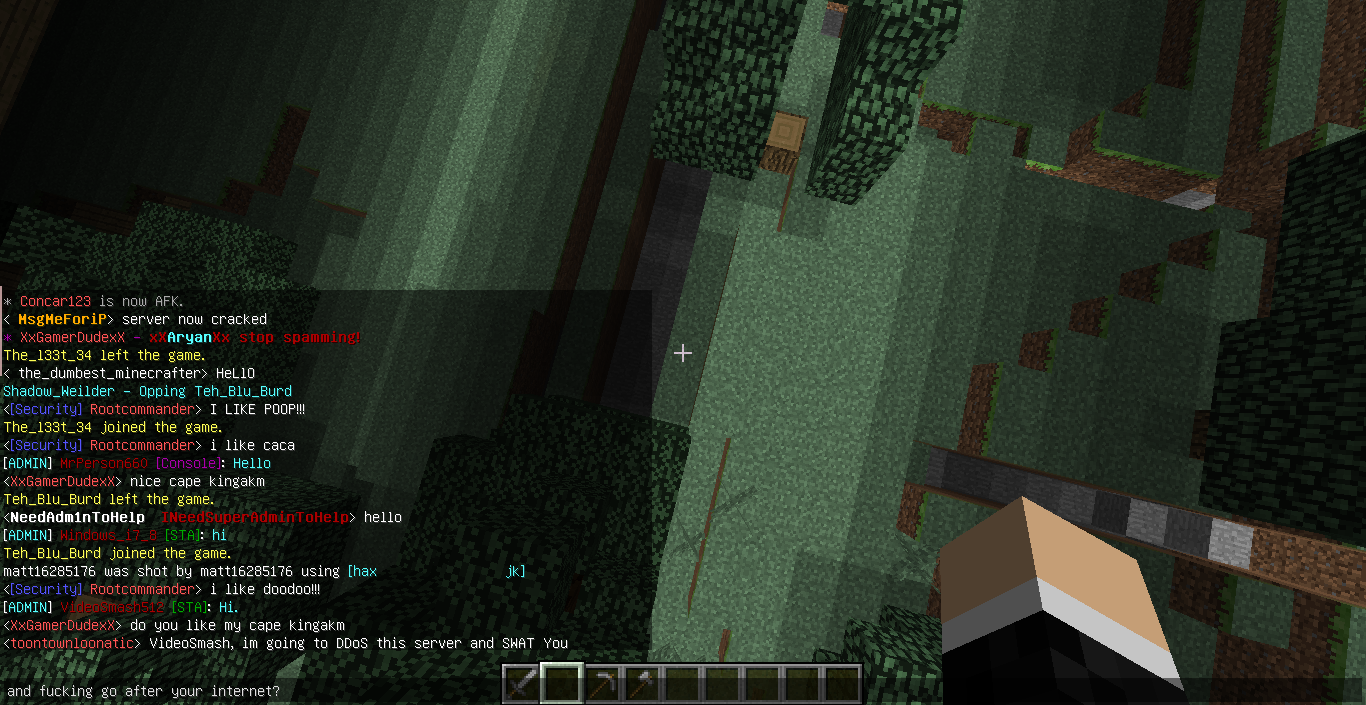 * Concar123 is now AFK.
< MsgMeForiP> server now cracked
* XxGamerDudexX - xXAryanXx stop spamming!
The_l33t_34 left the game.
< the_dumbest_minecrafter> HeLlO
Shadow_Weilder - Opping Teh_Blu_Burd
<[Security] Rootcommander> I LIKE POOP!!!
The_l33t_34 joined the game.
<[Security] Rootcommander> i like caca
[ADMIN] MrPerson660 [Console]: Hello
<XxGamerDudexX> nice cape kingakm
Teh_Blu_Burd left the game.
<NeedAdm1nToHelp INeedSuperAdminToHelp> hello
[ADMIN] Windows_17_8 [STA]: hi
Teh_Blu_Burd joined the game.
matt16285176 was shot by matt16285176 using [hax jk]
<[Security] Rootcommander> i like doodoo!!!
[ADMIN] VideoSmash512 [STA]: Hi.
<XxGamerDudexX> do you like my cape kingakm
<toontownloonatic> VideoSmash, im going to DDoS this server and SWAT You
and fucking go after your internet?